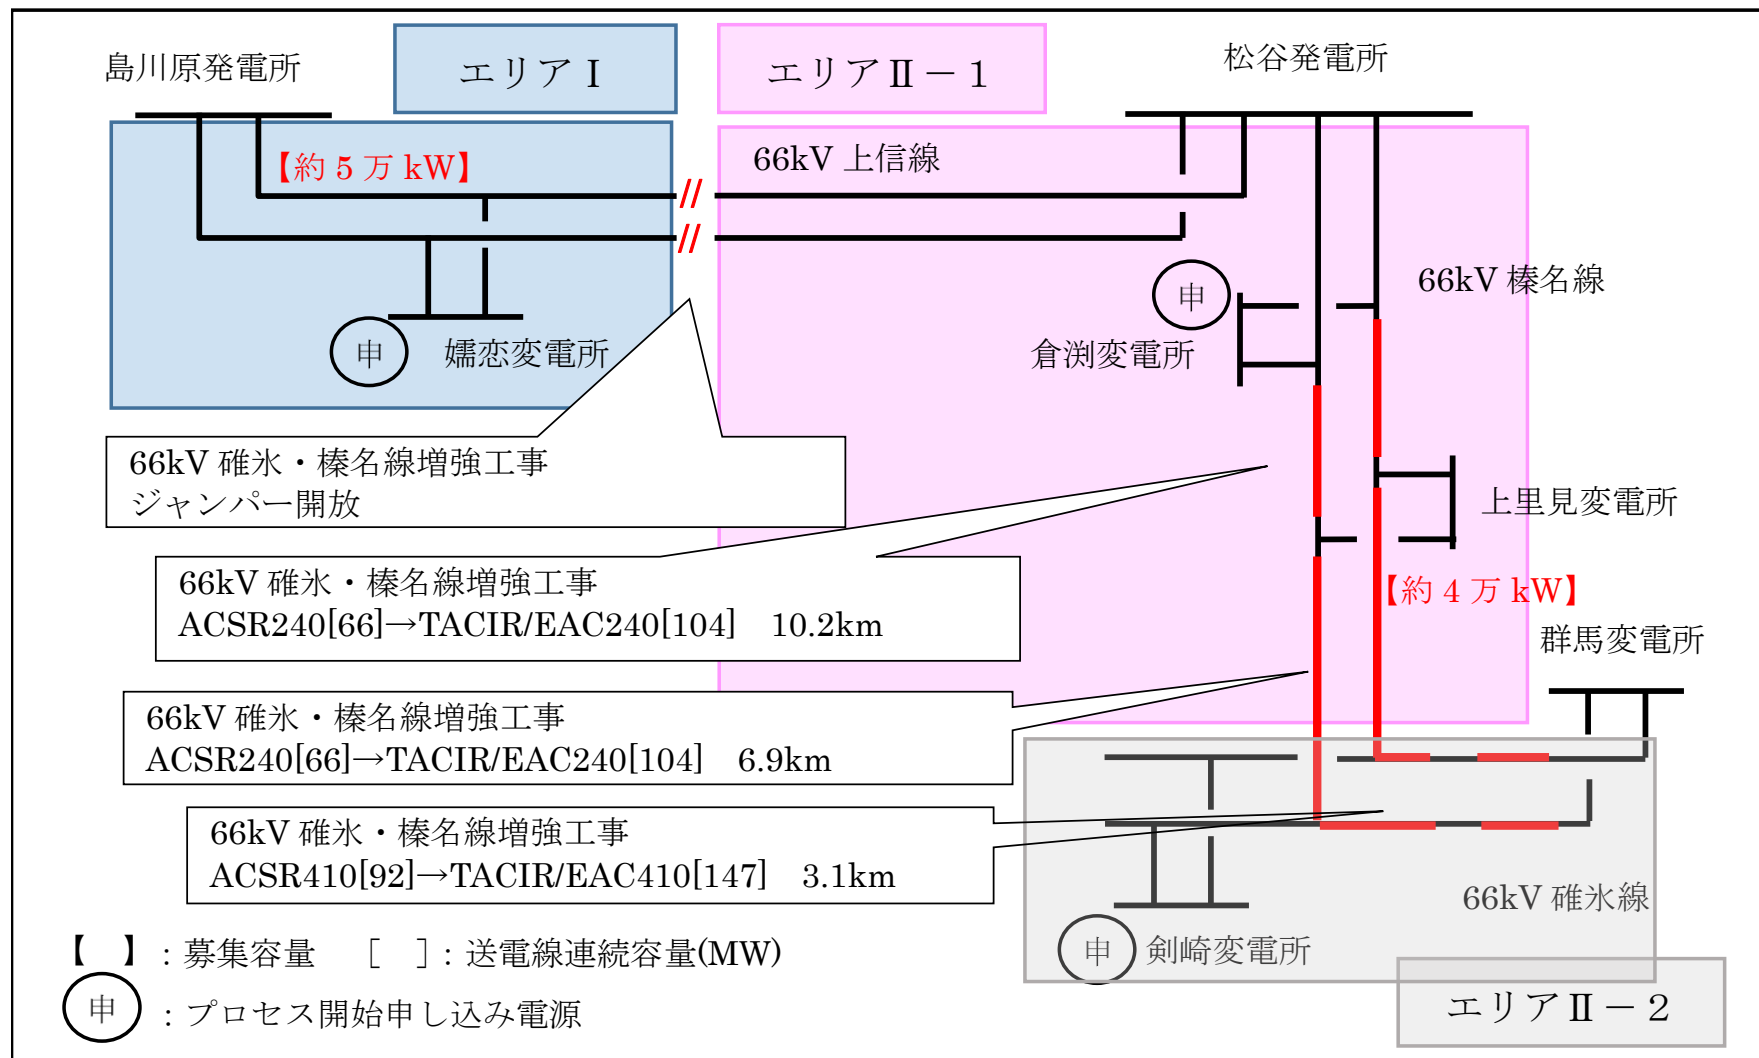 島川原発電所
エリアⅠ
エリアⅡ－1
松谷発電所
【約 5 万 kW】
66kV 上信線
申
66kV 榛名線
申
嬬恋変電所
倉渕変電所
66kV 碓氷・榛名線増強工事
ジャンパー開放
上里見変電所
66kV 碓氷・榛名線増強工事
ACSR240[66]→TACIR/EAC240[104]　10.2km
【約 4 万 kW】
群馬変電所
66kV 碓氷・榛名線増強工事
ACSR240[66]→TACIR/EAC240[104]　6.9km
66kV 碓氷・榛名線増強工事
ACSR410[92]→TACIR/EAC410[147]　3.1km
66kV 碓氷線
申
剣崎変電所
【　】：募集容量　［　］：送電線連続容量(MW)
申：プロセス開始申し込み電源
エリアⅡ－2